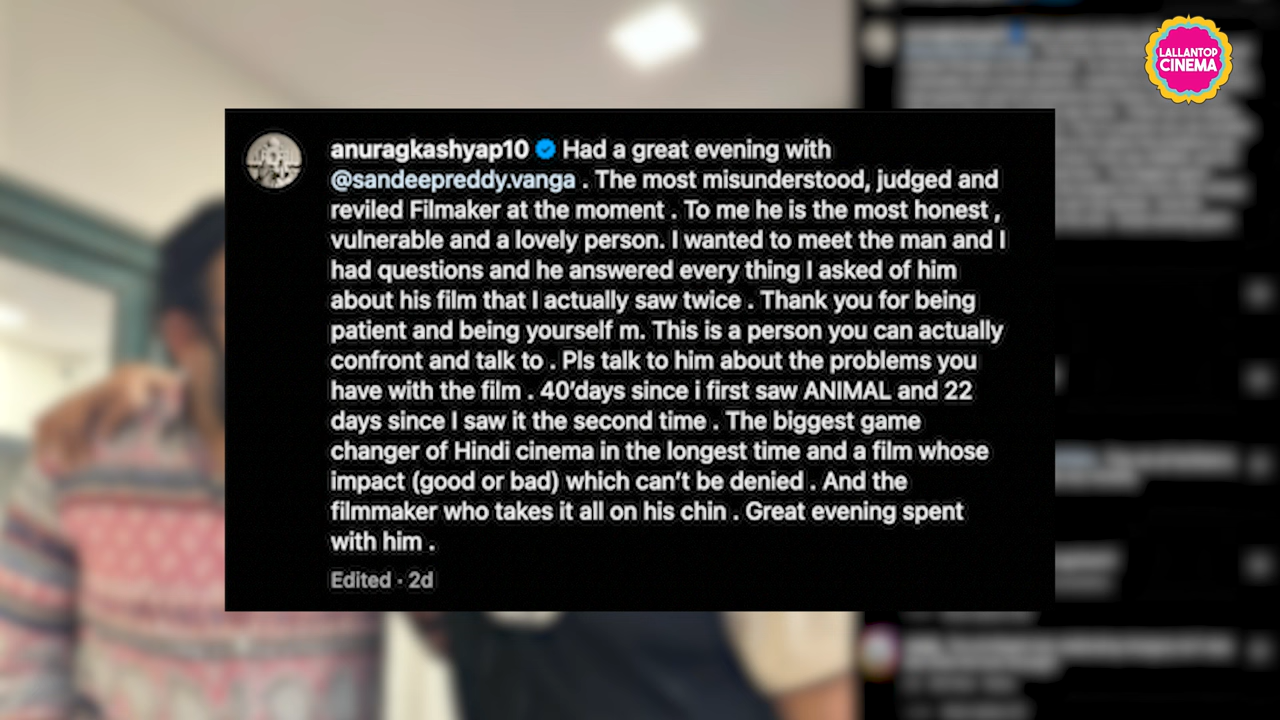 LALLANTOP
CINEMA
anuragkashyap10 Had a great evening with
@sandeepreddy.vanga . The most misunderstood, judged and
reviled Filmaker at the moment . To me he is the most honest ,
vulnerable and a lovely person. I wanted to meet the man and I
had questions and he answered every thing I asked of him
about his film that I actually saw twice . Thank you for being
patient and being yourself m. This is a person you can actually
confront and talk to . Pls talk to him about the problems you
have with the film . 40'days since i first saw ANIMAL and 22
days since I saw it the second time . The biggest game
changer of Hindi cinema in the longest time and a film whose
impact (good or bad) which can't be denied . And the
filmmaker who takes it all on his chin . Great evening spent
with him .
Edited · 2d